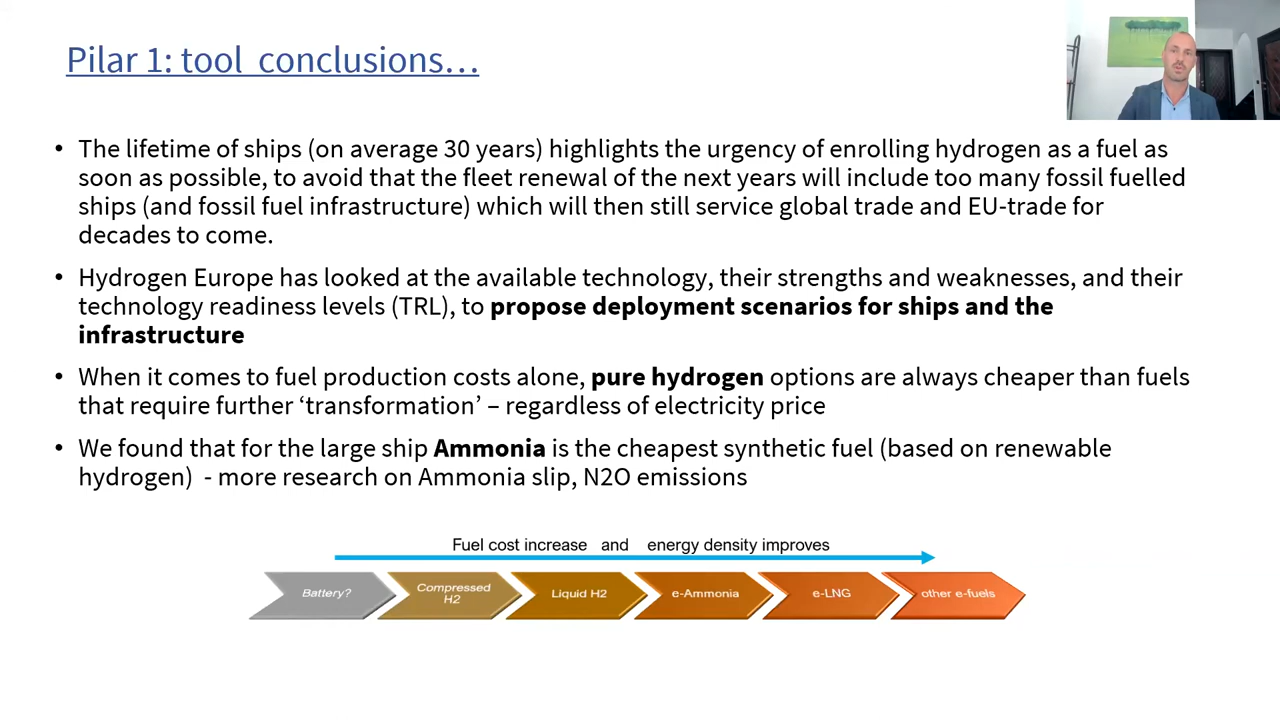 Pilar 1: tool  conclusions…
• The lifetime of ships (on average 30 years) highlights the urgency of enrolling hydrogen as a fuel as
soon as possible, to avoid that the fleet renewal of the next years will include too many fossil fuelled
ships (and fossil fuel infrastructure) which will then still service global trade and EU-trade for
decades to come.
• Hydrogen Europe has looked at the available technology, their strengths and weaknesses, and their
technology readiness levels (TRL), to propose deployment scenarios for ships and the
infrastructure
• When it comes to fuel production costs alone, pure hydrogen options are always cheaper than fuels
that require further ‘transformation’ – regardless of electricity price
• We found that for the large ship Ammonia is the cheapest synthetic fuel (based on renewable
hydrogen)  - more research on Ammonia slip, N2O emissions
Fuel cost increase   and    energy density improves
Battery?
Compressed
H2
Liquid H2
e-Ammonia
e-LNG
other e-fuels